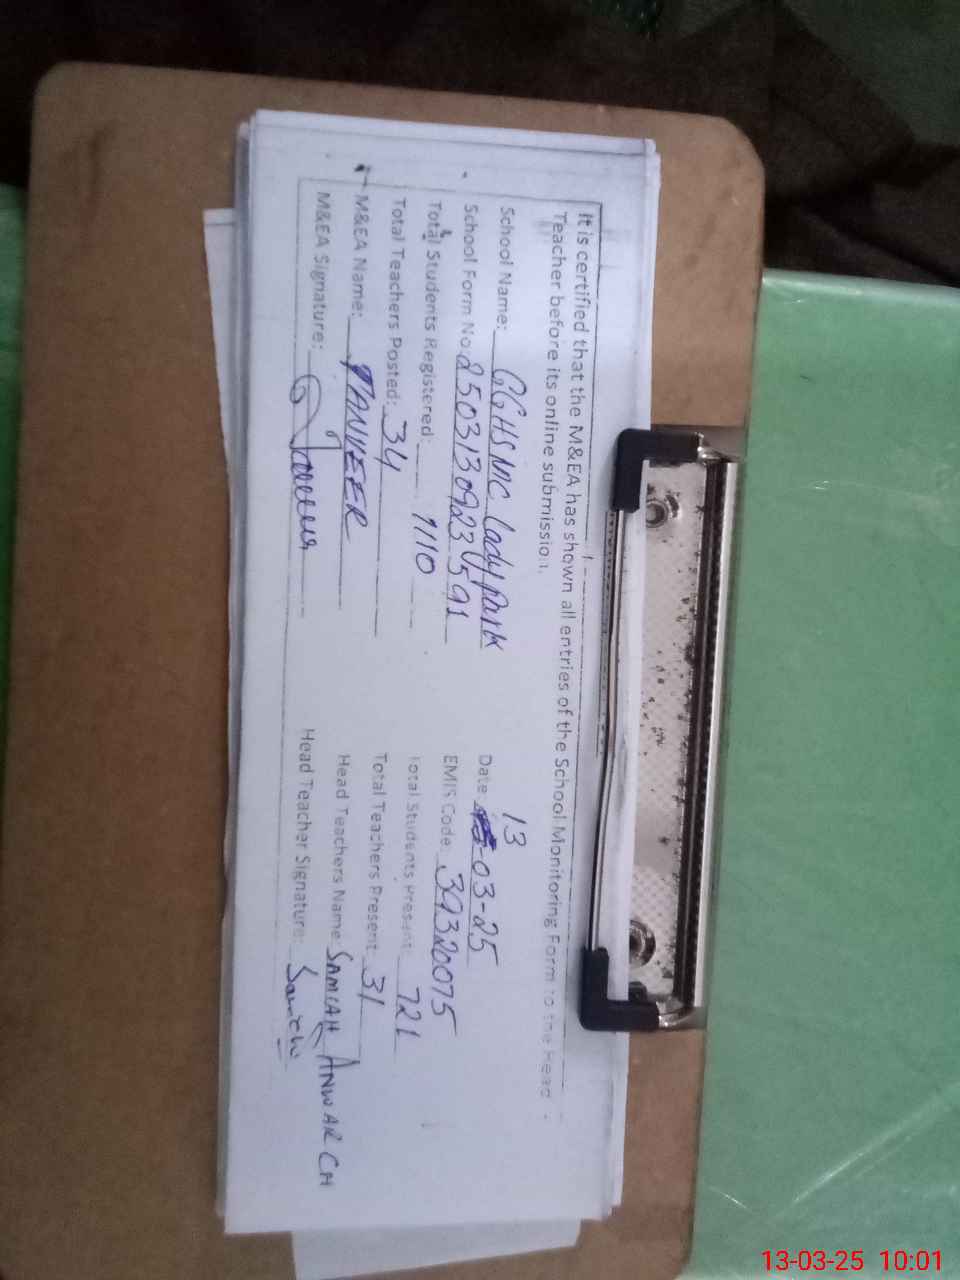 It is certified that the M&EA has shown all entries of the School Monitoring Form to the Head
Teacher before its online submission.
School Name: GGHS MC Lady Park
13
Date -03-25
School Form No. 250313092309591
EMIS Code: 39320075
Total Students Registered: 1110
Total Students Present: 721
Total Teachers Posted: 34
Total Teachers Present: 31
M&EA Name: TANVEER
Head Teachers Name: SAMIAH ANWAR CH
M&EA Signature:
Head Teacher Signature:
13-03-25 10:01